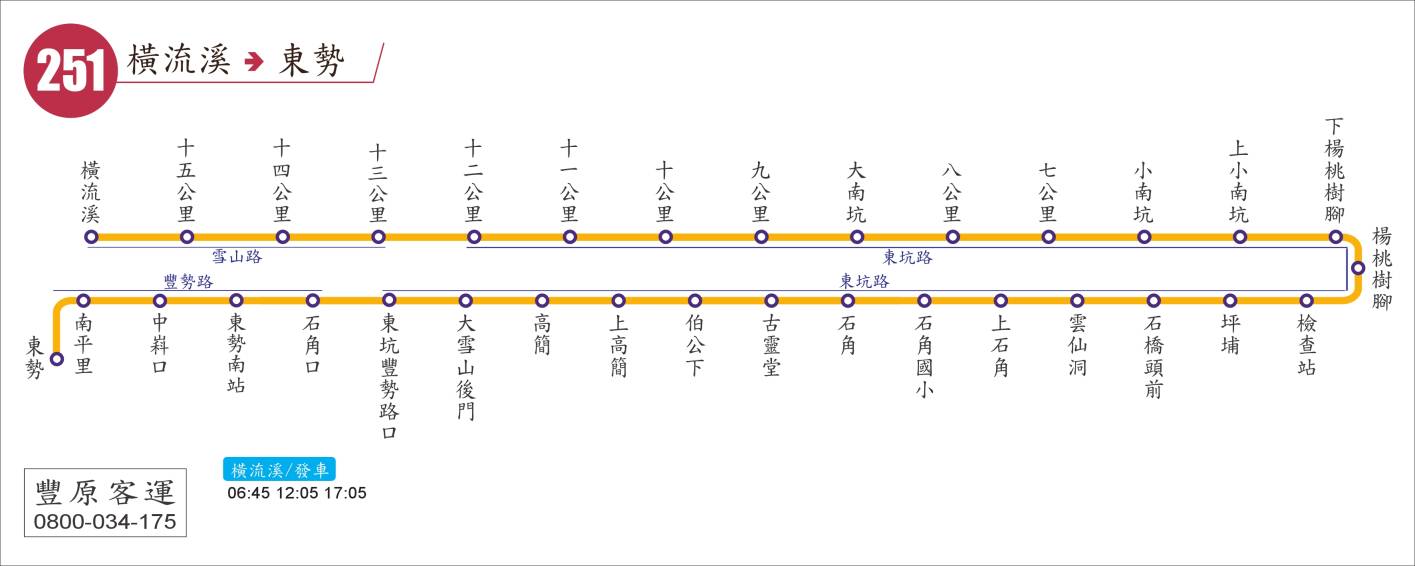 251 橫流溪 → 東勢
橫流溪
十五公里
十四公里
十三公里
十二公里
十一公里
十公里
九公里
大南坑
八公里
七公里
小南坑
上小南坑
下楊桃樹腳
楊桃樹腳
雪山路
東坑路
豐勢路
東坑路
檢查站
坪埔
石橋頭前
雲仙洞
上石角
石角國小
石角
古靈堂
伯公下
上高簡
高簡
大雪山後門
東坑豐勢路口
石角口
東勢南站
中嵙口
南平里
東勢
橫流溪/發車
06:45 12:05 17:05
豐原客運
0800-034-175